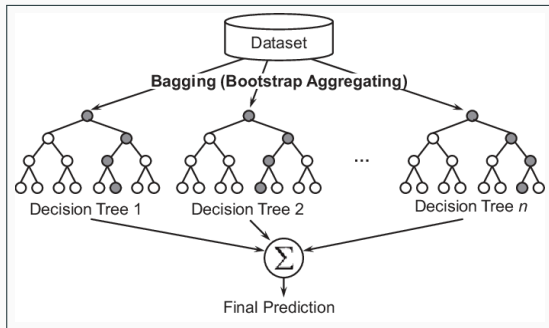 Dataset
Bagging (Bootstrap Aggregating)
...
Decision Tree 1
Decision Tree 2
Decision Tree n
Σ
Final Prediction